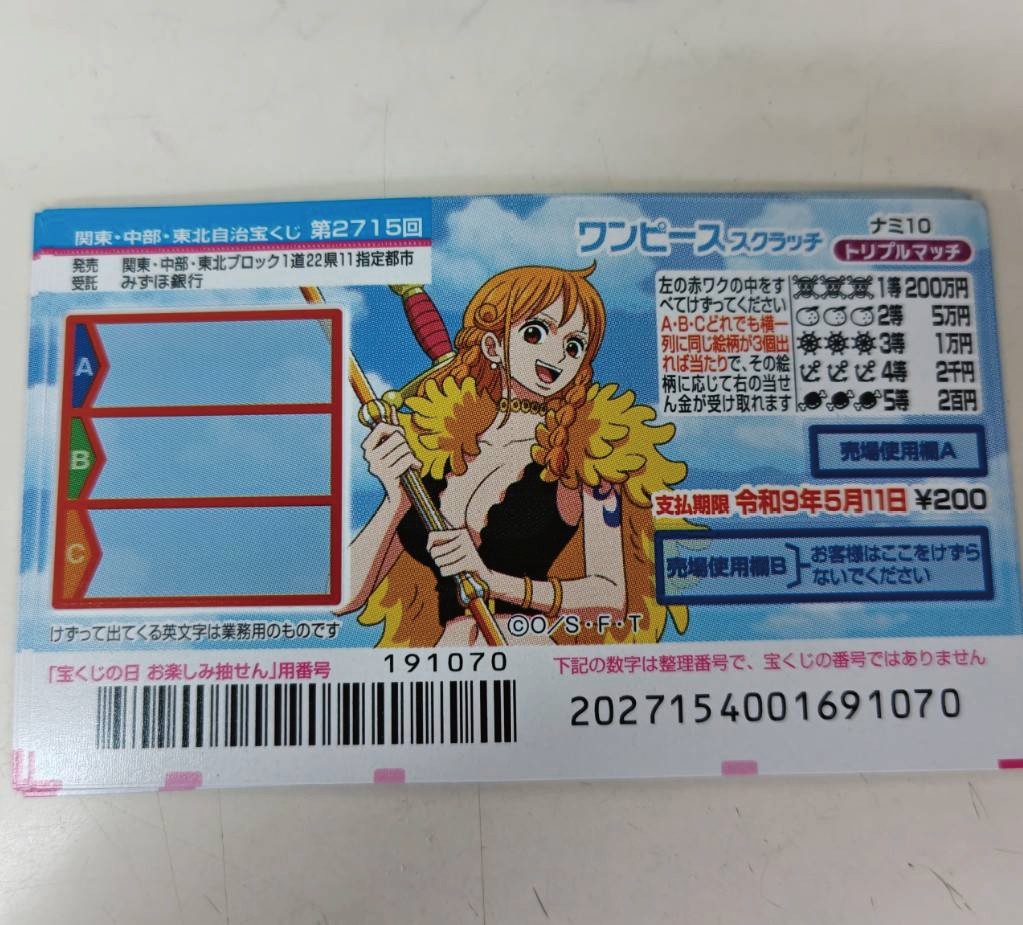 関東・中部・東北自治宝くじ 第2715回
発売 関東・中部・東北ブロック1道22県11指定都市
受託 みずほ銀行
ワンピーススクラッチ
ナミ10
トリプルマッチ
左の赤ワクの中をす
べてけずってください
A・B・Cどれでも横一
列に同じ絵柄が3個出
れば当たりで、その絵
柄に応じて右の当せ
ん金が受け取れます
1等 200万円
2等 5万円
3等 1万円
4等 2千円
5等 2百円
A
B
C
売場使用欄A
支払期限 令和9年5月11日 ¥200
売場使用欄B
お客様はここをけずら
ないでください
©O/S・F・T
けずって出てくる英文字は業務用のものです
「宝くじの日 お楽しみ抽せん」用番号 191070
下記の数字は整理番号で、宝くじの番号ではありません
2027154001691070